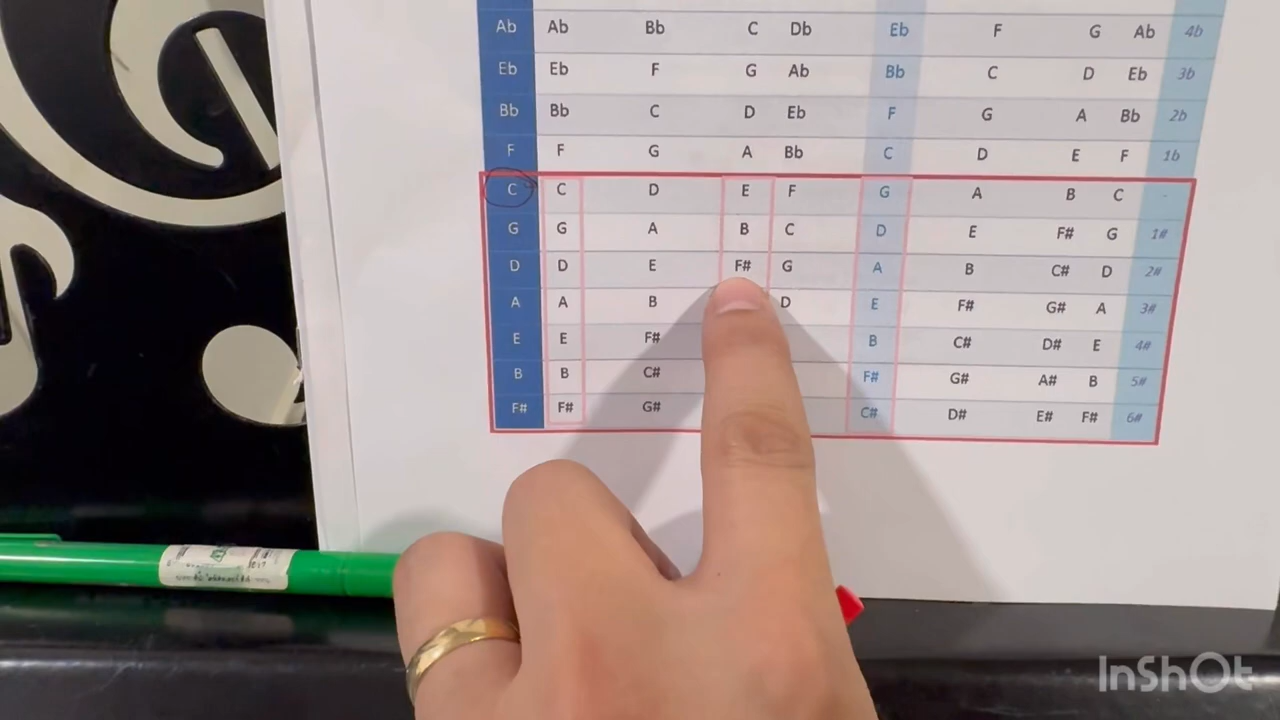 Ab Ab Bb C Db Eb F G Ab 4b
Eb Eb F G Ab Bb C D Eb 3b
Bb Bb C D Eb F G A Bb 2b
F F G A Bb C D E F 1b
C C D E F G A B C -
G G A B C D E F# G 1#
D D E F# G A B C# D 2#
A A B D E F# G# A 3#
E E F# B C# D# E 4#
B B C# F# G# A# B 5#
F# F# G# C# D# E# F# 6#
InShOt